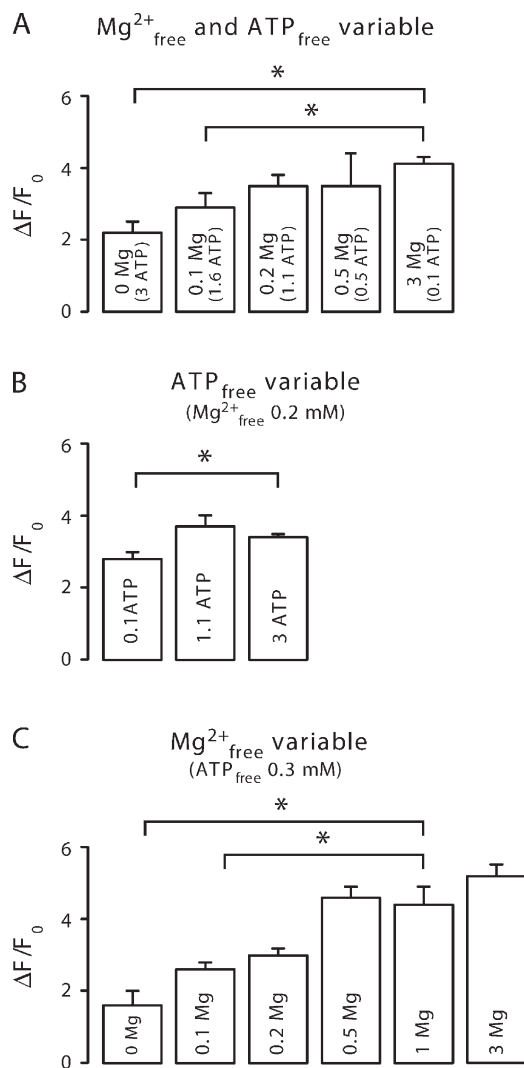 A Mg²⁺free and ATPfree variable
*
*
6
4
2
0
ΔF/F₀
0 Mg
(3 ATP)
0.1 Mg
(1.6 ATP)
0.2 Mg
(1.1 ATP)
0.5 Mg
(0.5 ATP)
3 Mg
(0.1 ATP)
B ATPfree variable
(Mg²⁺free 0.2 mM)
*
6
4
2
0
ΔF/F₀
0.1ATP
1.1 ATP
3 ATP
C Mg²⁺free variable
(ATPfree 0.3 mM)
*
*
6
4
2
0
ΔF/F₀
0 Mg
0.1 Mg
0.2 Mg
0.5 Mg
1 Mg
3 Mg